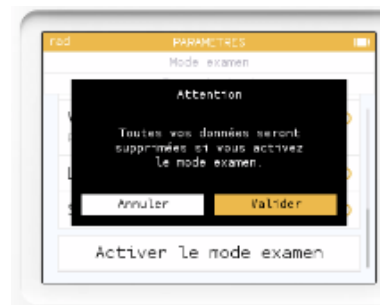 rad PARAMETRES
Mode examen
Attention
Toutes vos données seront
supprimées si vous activez
le mode examen.
Annuler Valider
Activer le mode examen